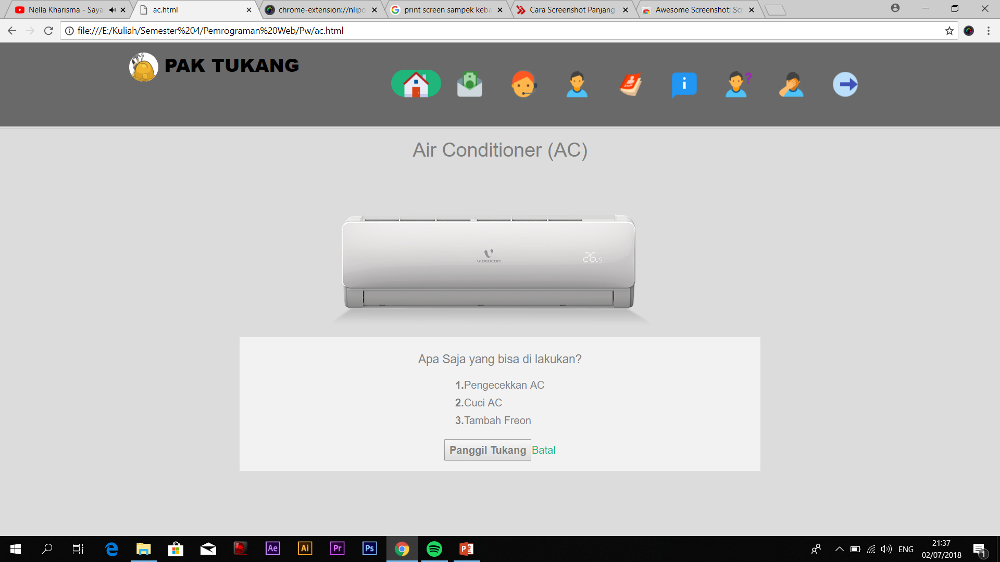 Nella Kharisma - Saya
ac.html
chrome-extension://nlipo
print screen sampek keba
Cara Screenshot Panjang
Awesome Screenshot: Scr
file:///E:/Kuliah/Semester%204/Pemrograman%20Web/Pw/ac.html
PAK TUKANG
Air Conditioner (AC)
VIDEOCON
26.5
Apa Saja yang bisa di lakukan?
1.Pengecekkan AC
2.Cuci AC
3.Tambah Freon
Panggil Tukang Batal
Ae
Ai
Pr
Ps
ENG
21:37
02/07/2018
1